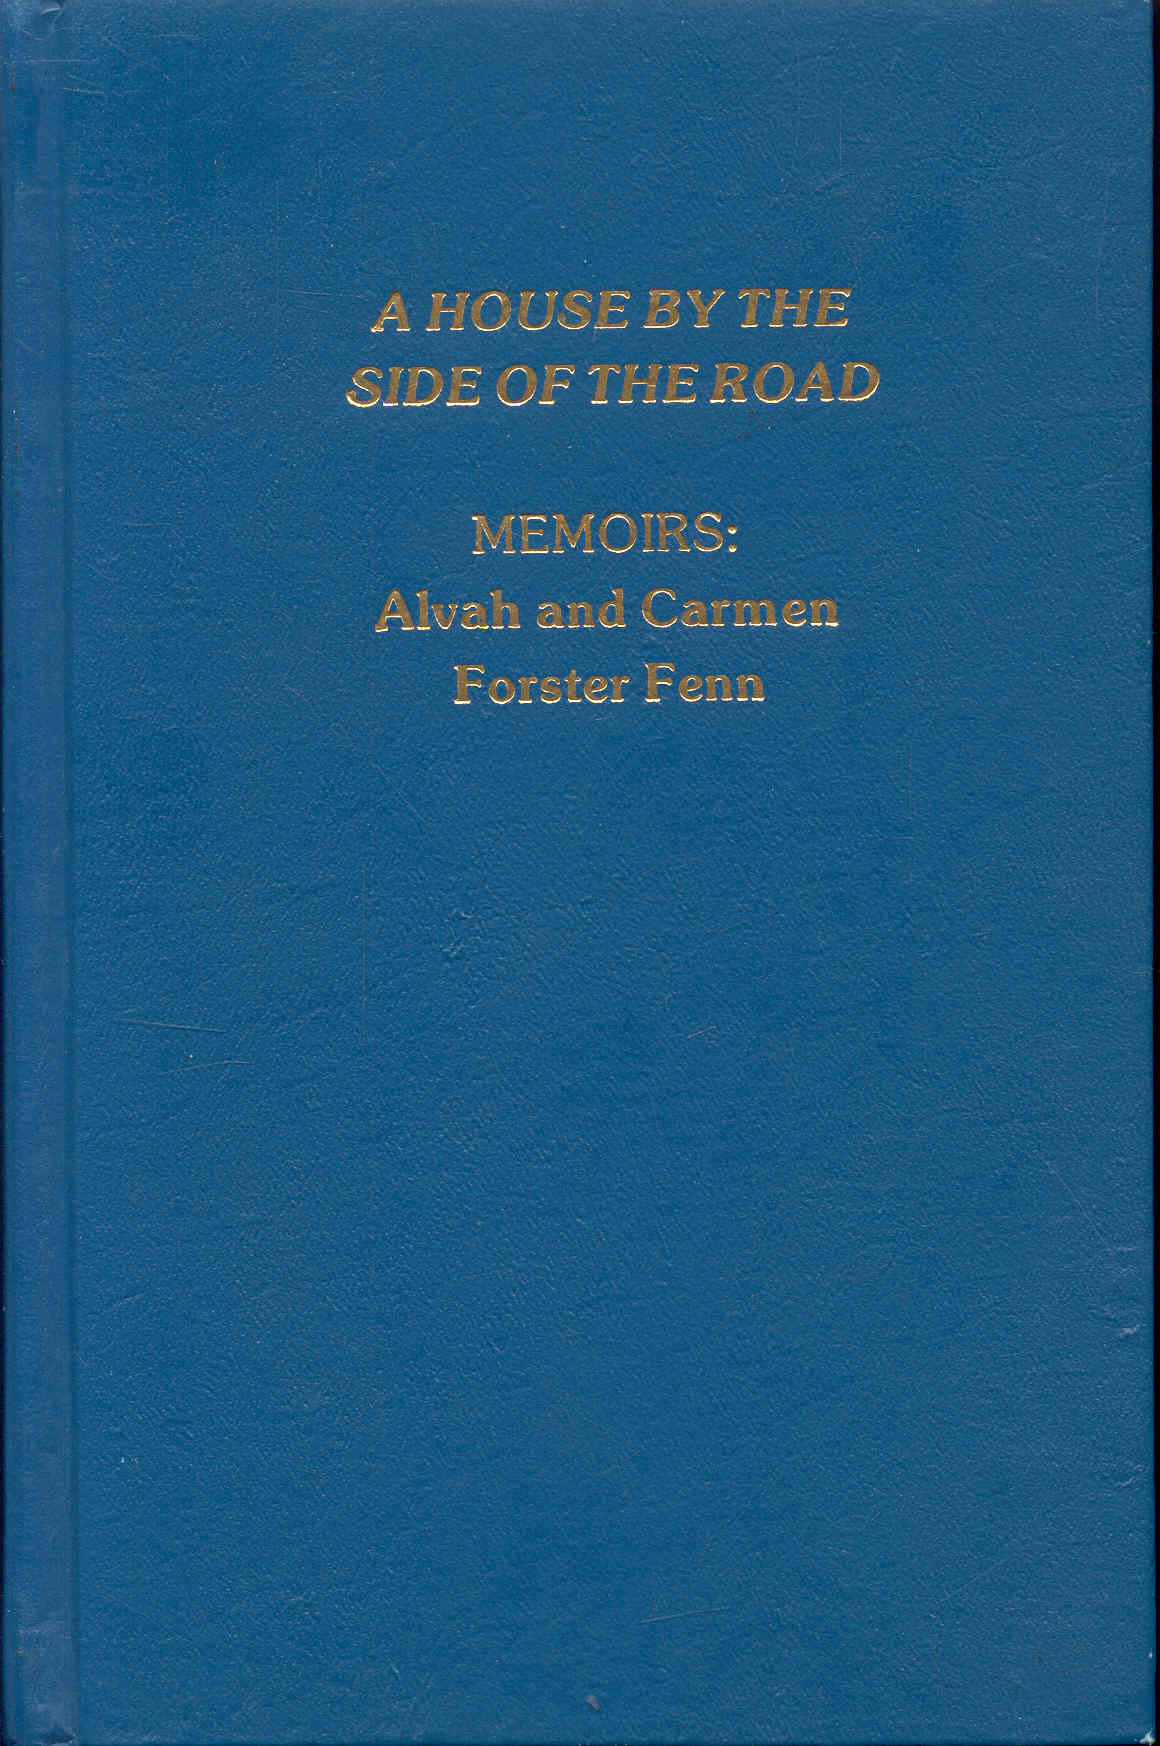 A HOUSE BY THE
SIDE OF THE ROAD
MEMOIRS:
Alvah and Carmen
Forster Fenn